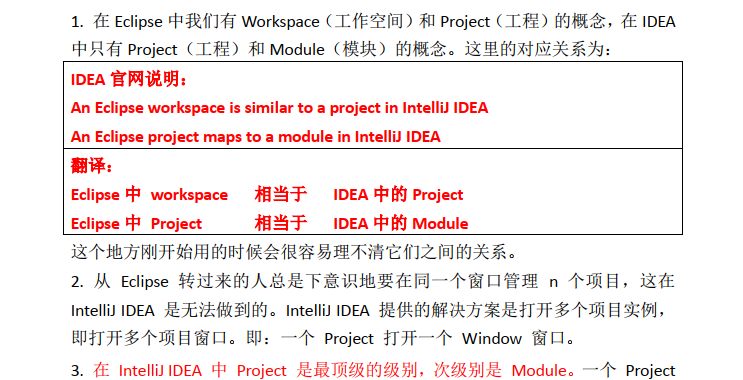 1. 在 Eclipse 中我们有 Workspace（工作空间）和 Project（工程）的概念，在 IDEA
中只有 Project（工程）和 Module（模块）的概念。这里的对应关系为：
IDEA 官网说明：
An Eclipse workspace is similar to a project in IntelliJ IDEA
An Eclipse project maps to a module in IntelliJ IDEA
翻译：
Eclipse 中 workspace 相当于 IDEA 中的 Project
Eclipse 中 Project 相当于 IDEA 中的 Module
这个地方刚开始用的时候会很容易理不清它们之间的关系。
2. 从 Eclipse 转过来的人总是下意识地要在同一个窗口管理 n 个项目，这在
IntelliJ IDEA 是无法做到的。IntelliJ IDEA 提供的解决方案是打开多个项目实例，
即打开多个项目窗口。即：一个 Project 打开一个 Window 窗口。
3. 在 IntelliJ IDEA 中 Project 是最顶级的级别，次级别是 Module。一个 Project